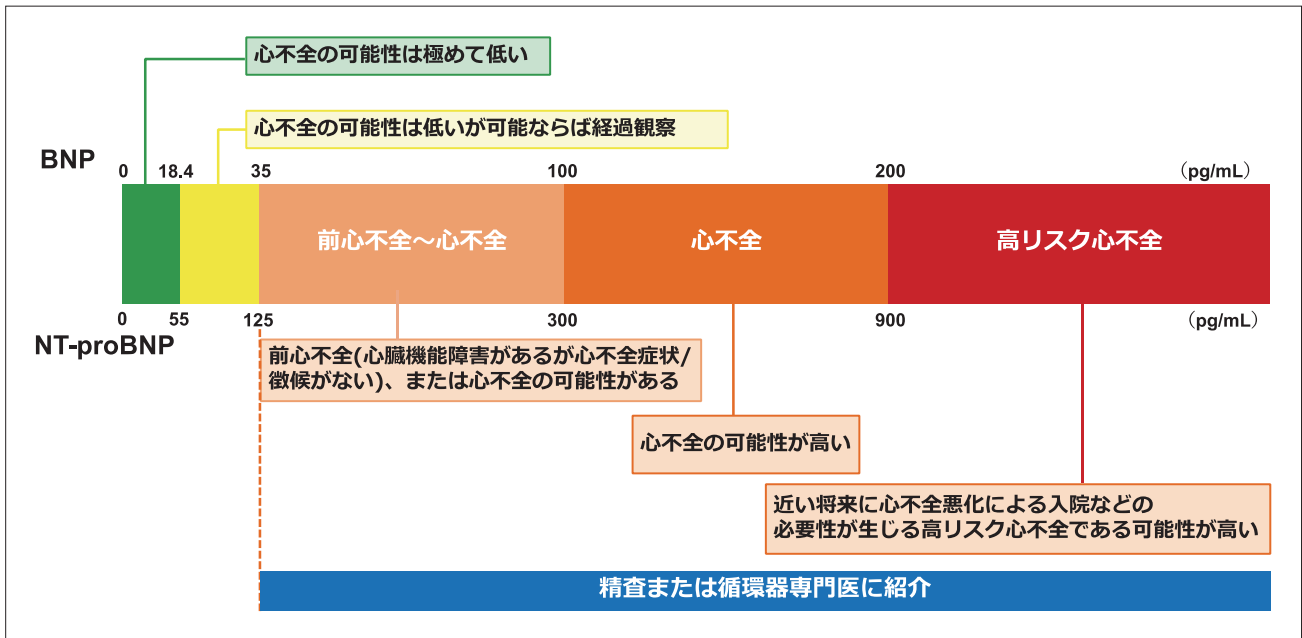 心不全の可能性は極めて低い
心不全の可能性は低いが可能ならば経過観察
BNP
0 18.4 35 100 200 （pg/mL）
前心不全～心不全 心不全 高リスク心不全
0 55 125 300 900 （pg/mL）
NT-proBNP
前心不全(心臓機能障害があるが心不全症状/
徴候がない)、または心不全の可能性がある
心不全の可能性が高い
近い将来に心不全悪化による入院などの
必要性が生じる高リスク心不全である可能性が高い
精査または循環器専門医に紹介